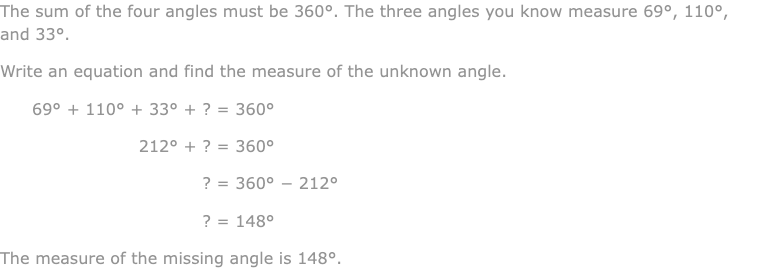 The sum of the four angles must be 360°. The three angles you know measure 69°, 110°,
and 33°.
Write an equation and find the measure of the unknown angle.
69° + 110° + 33° + ? = 360°
212° + ? = 360°
? = 360° − 212°
? = 148°
The measure of the missing angle is 148°.